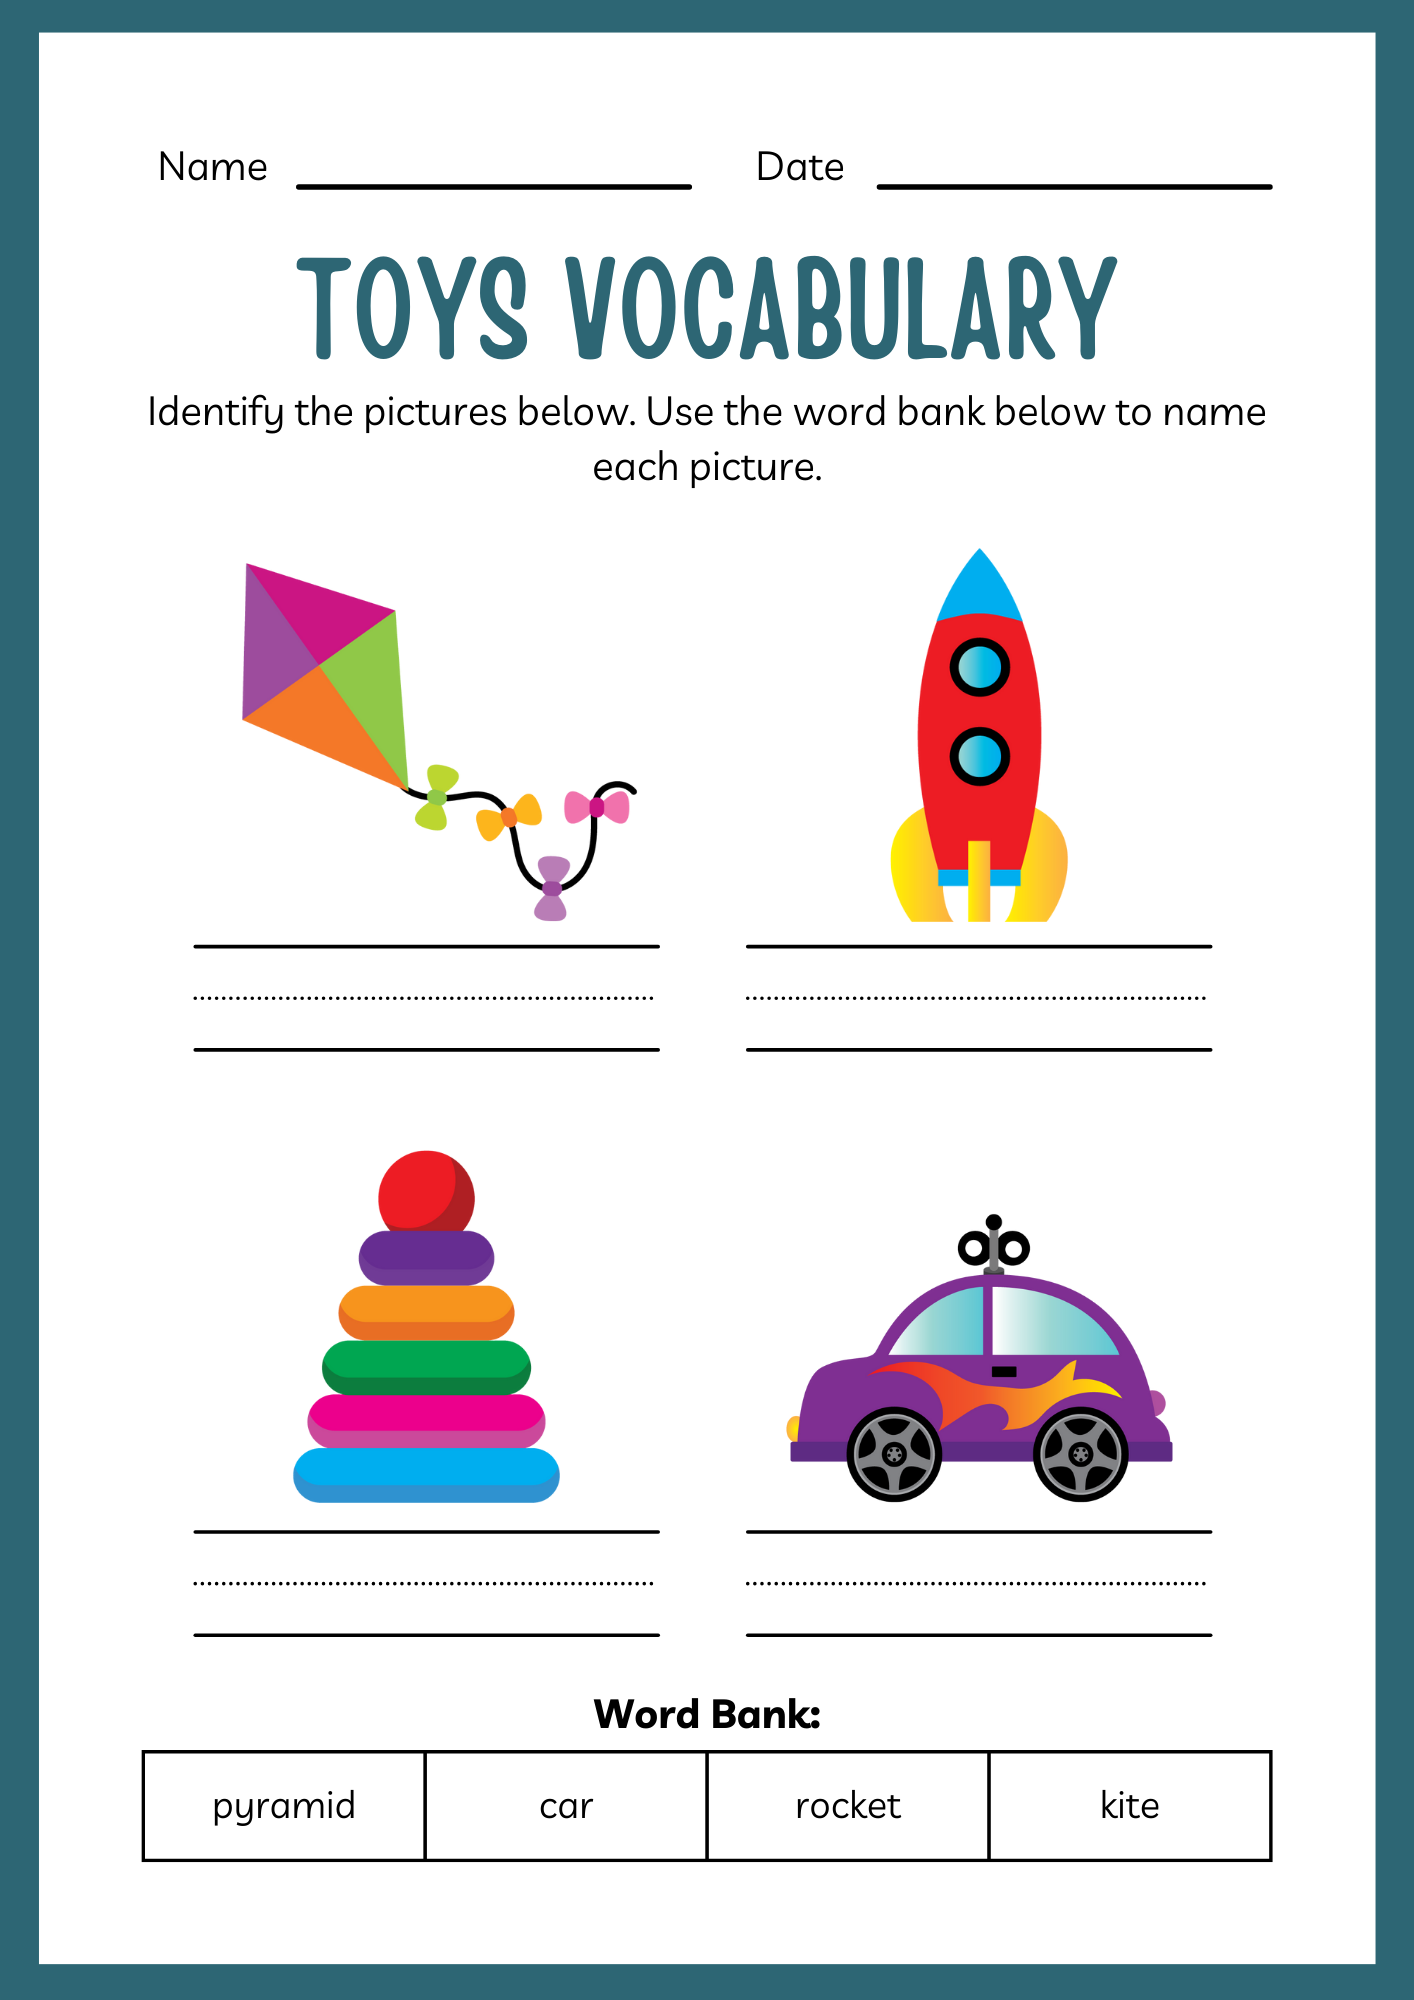 Name
Date
TOYS VOCABULARY
Identify the pictures below. Use the word bank below to name
each picture.
Word Bank:
pyramid
car
rocket
kite